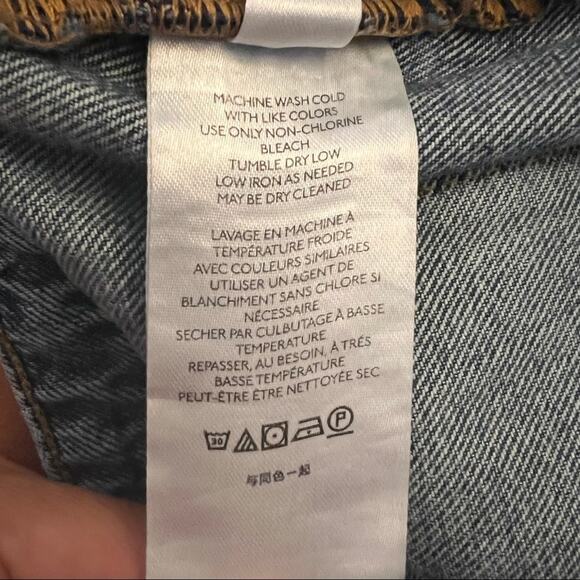 MACHINE WASH COLD
WITH LIKE COLORS
USE ONLY NON-CHLORINE
BLEACH
TUMBLE DRY LOW
LOW IRON AS NEEDED
MAY BE DRY CLEANED
LAVAGE EN MACHINE À
TEMPÉRATURE FROIDE
AVEC COULEURS SIMILAIRES
UTILISER UN AGENT DE
BLANCHIMENT SANS CHLORE SI
NÉCESSAIRE
SECHER PAR CULBUTAGE À BASSE
TEMPERATURE
REPASSER, AU BESOIN, À TRÉS
BASSE TEMPÉRATURE
PEUT-ÊTRE ÊTRE NETTOYÉE SEC
30 P
与同色一起